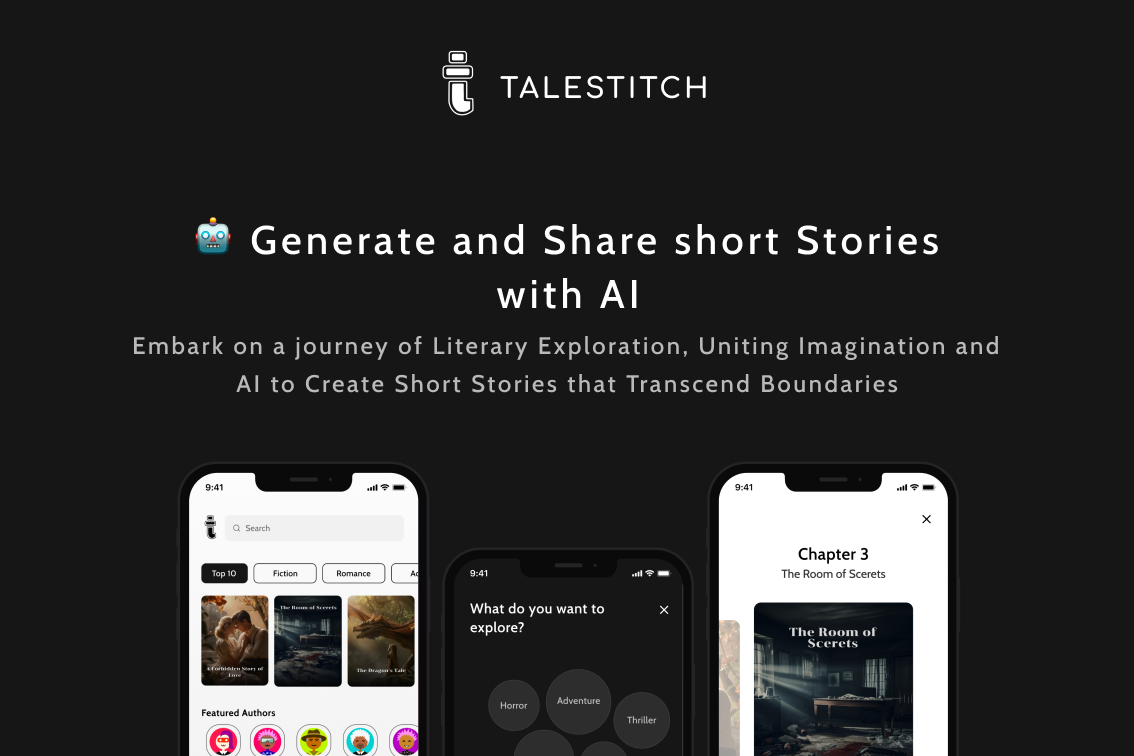 TALESTITCH
Generate and Share short Stories
with AI
Embark on a journey of Literary Exploration, Uniting Imagination and
AI to Create Short Stories that Transcend Boundaries
9:41
Search
Top 10
Fiction
Romance
A Forbidden Story of
Love
The Room of Scerets
The Dragon's Tale
Featured Authors
9:41
What do you want to
explore?
Horror
Adventure
Thriller
9:41
Chapter 3
The Room of Scerets
The Room of
Scerets